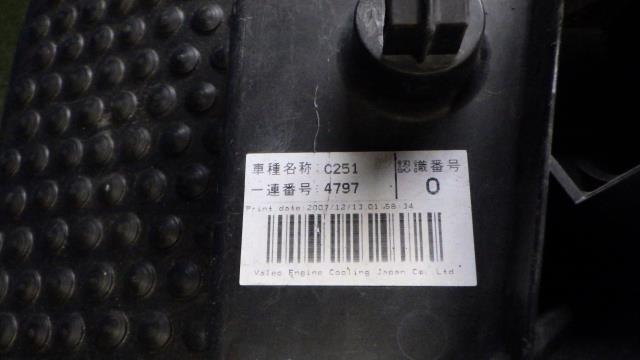 車種名称: C251
認識番号
一連番号: 4797
0
Print date:2007/12/13 01:58:34
Valeo Engine Cooling Japan Co. Ltd